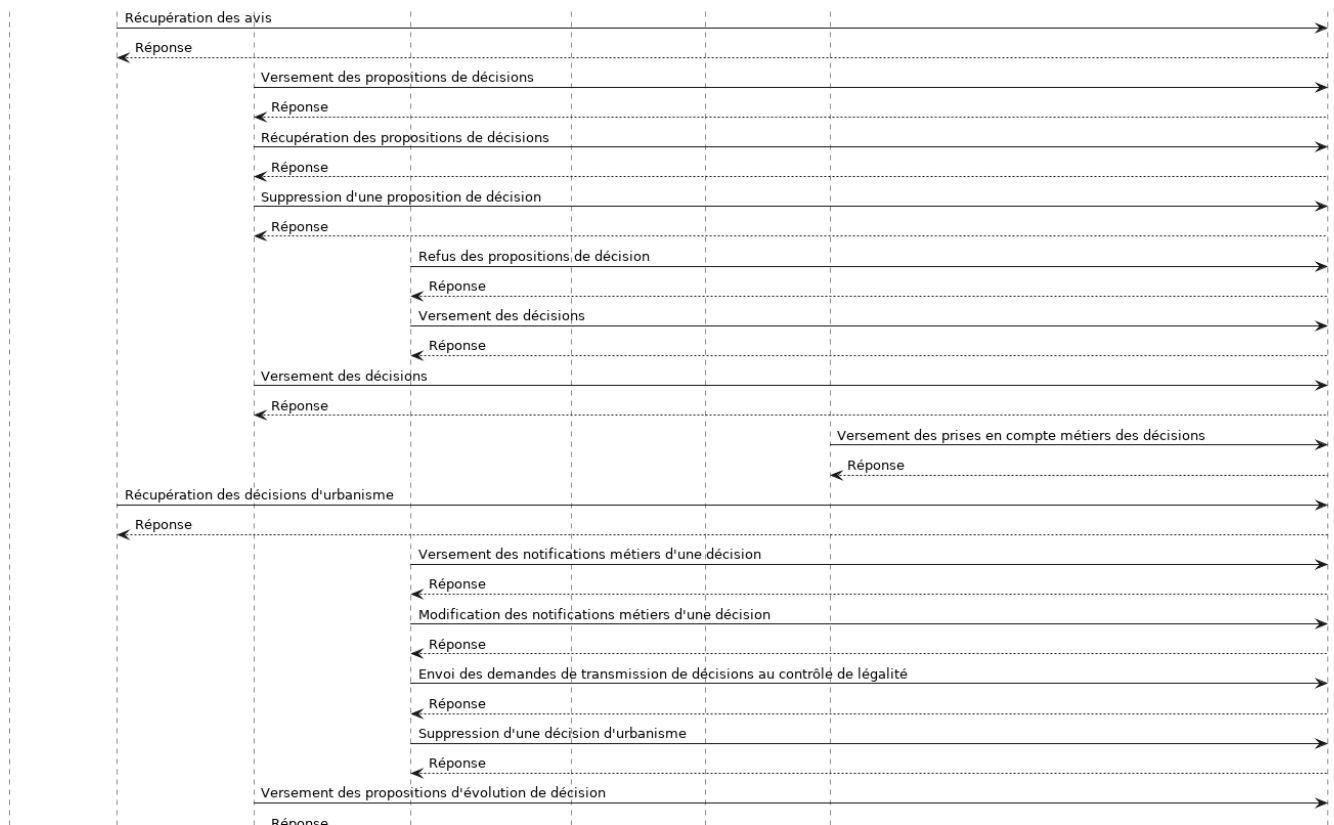 Récupération des avis
Réponse
Versement des propositions de décisions
Réponse
Récupération des propositions de décisions
Réponse
Suppression d'une proposition de décision
Réponse
Refus des propositions de décision
Réponse
Versement des décisions
Réponse
Versement des décisions
Réponse
Versement des prises en compte métiers des décisions
Réponse
Récupération des décisions d'urbanisme
Réponse
Versement des notifications métiers d'une décision
Réponse
Modification des notifications métiers d'une décision
Réponse
Envoi des demandes de transmission de décisions au contrôle de légalité
Réponse
Suppression d'une décision d'urbanisme
Réponse
Versement des propositions d'évolution de décision
Réponse